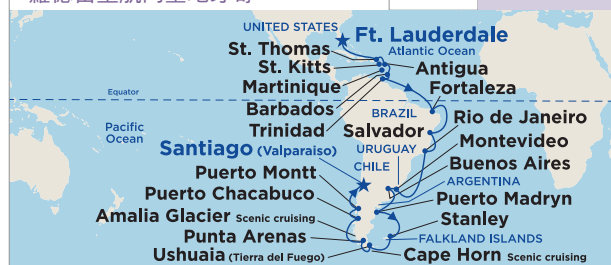 UNITED STATES
Ft. Lauderdale
Atlantic Ocean
St. Thomas
St. Kitts
Antigua
Martinique
Fortaleza
Equator
Barbados
BRAZIL
Trinidad
Rio de Janeiro
Pacific
Ocean
Salvador
Montevideo
URUGUAY
Santiago (Valparaiso)
CHILE
Buenos Aires
Puerto Montt
ARGENTINA
Puerto Chacabuco
Puerto Madryn
Amalia Glacier Scenic cruising
Stanley
Punta Arenas
FALKLAND ISLANDS
Ushuaia (Tierra del Fuego)
Cape Horn Scenic cruising